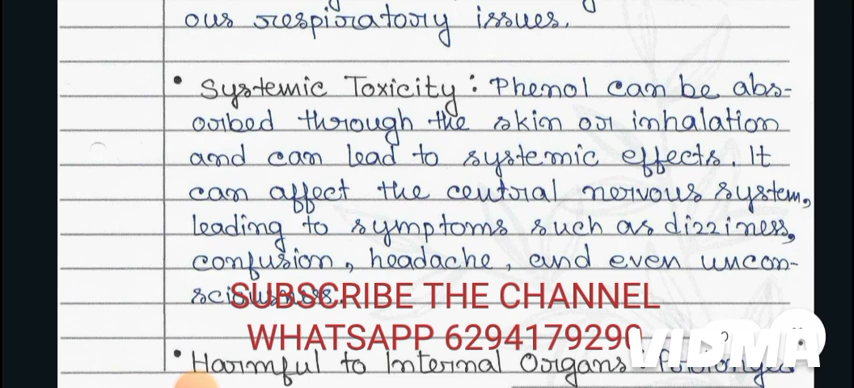 ous respiratory issues.
• Systemic Toxicity : Phenol can be abs-
orbed through the skin or inhalation
and can lead to systemic effects. It
can affect the central nervous system,
leading to symptoms such as dizziness,
confusion, headache, and even uncon-
SUBSCRIBE THE CHANNEL
WHATSAPP 6294179290
VIDMA
• Harmful to Internal Organs :